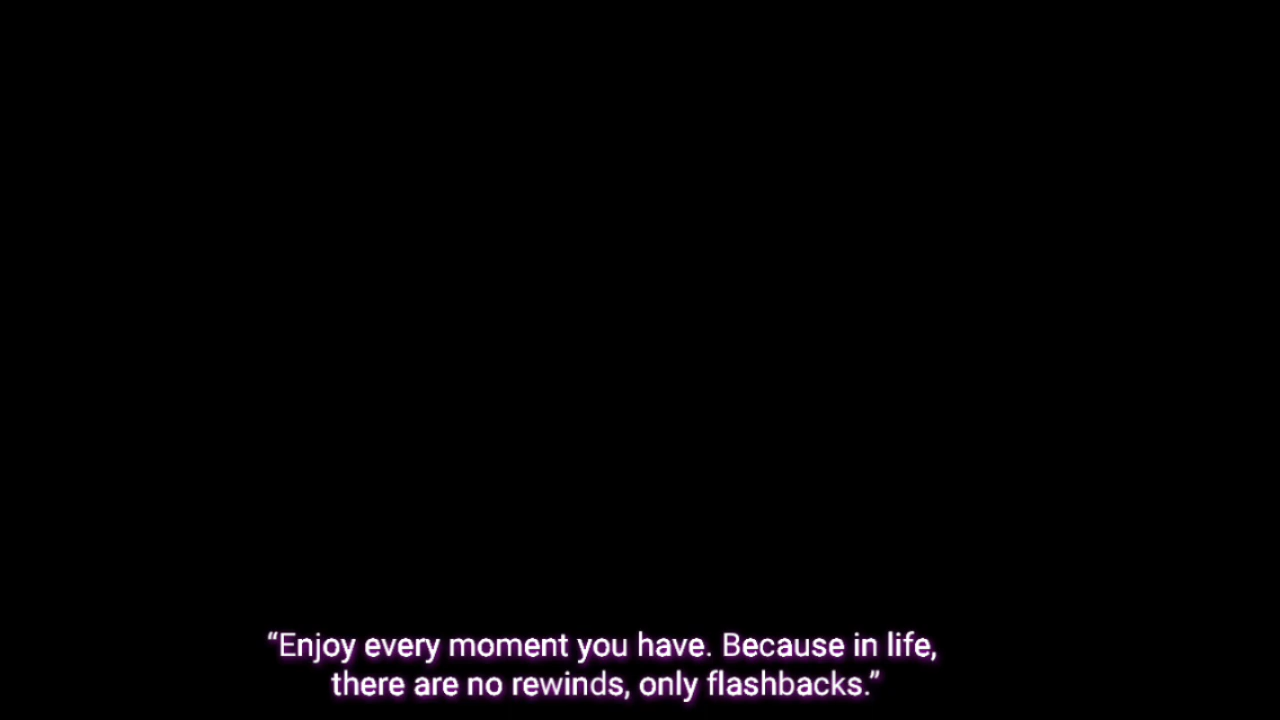 “Enjoy every moment you have. Because in life,
there are no rewinds, only flashbacks.”